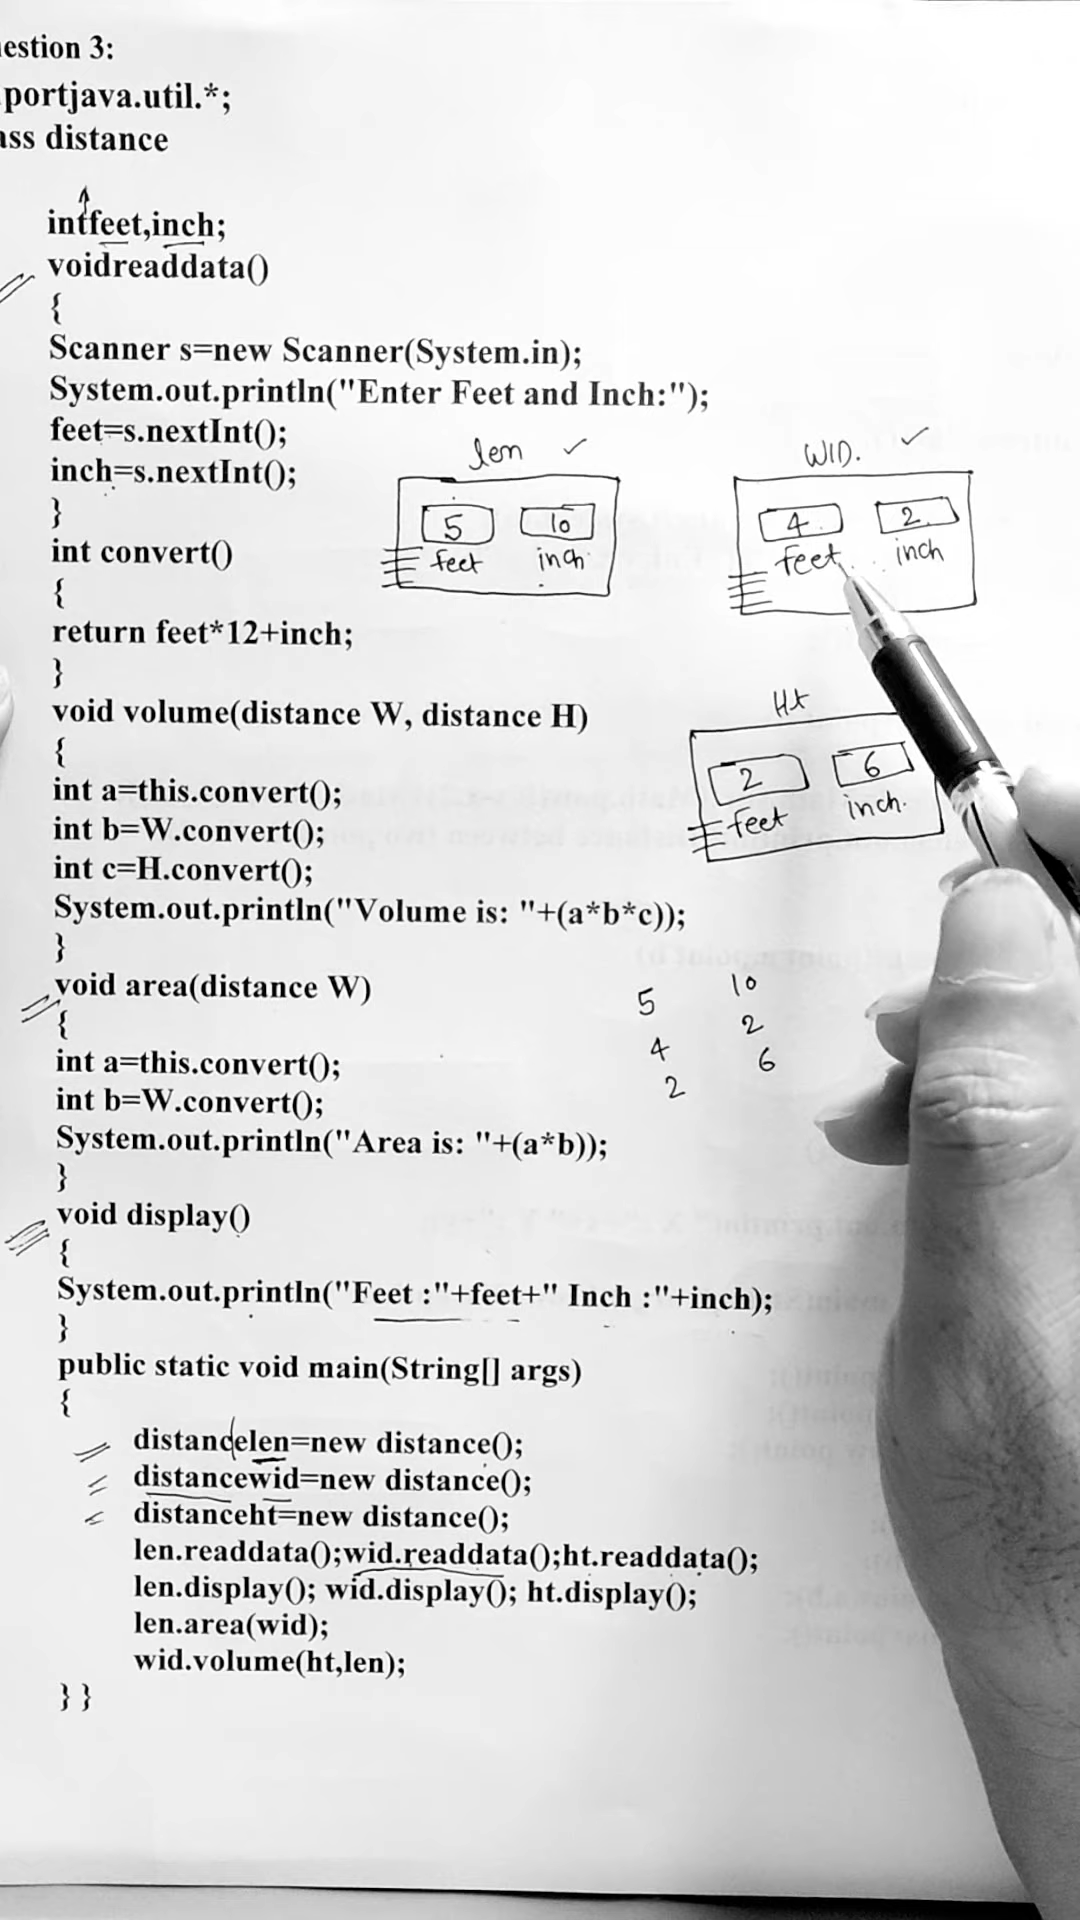 estion 3:
portjava.util.*;
ass distance
intfeet,inch;
voidreaddata()
{
Scanner s=new Scanner(System.in);
System.out.println("Enter Feet and Inch:");
feet=s.nextInt();
inch=s.nextInt();
}
int convert()
{
return feet*12+inch;
}
void volume(distance W, distance H)
{
int a=this.convert();
int b=W.convert();
int c=H.convert();
System.out.println("Volume is: "+(a*b*c));
}
void area(distance W)
{
int a=this.convert();
int b=W.convert();
System.out.println("Area is: "+(a*b));
}
void display()
{
System.out.println("Feet :"+feet+" Inch :"+inch);
}
public static void main(String[] args)
{
distancelen=new distance();
distancewid=new distance();
distanceht=new distance();
len.readdata();wid.readdata();ht.readdata();
len.display(); wid.display(); ht.display();
len.area(wid);
wid.volume(ht,len);
} }
len
5 10
feet inch
WID.
4 2
feet inch
Ht
2 6
feet inch.
5 10
4 2
2 6